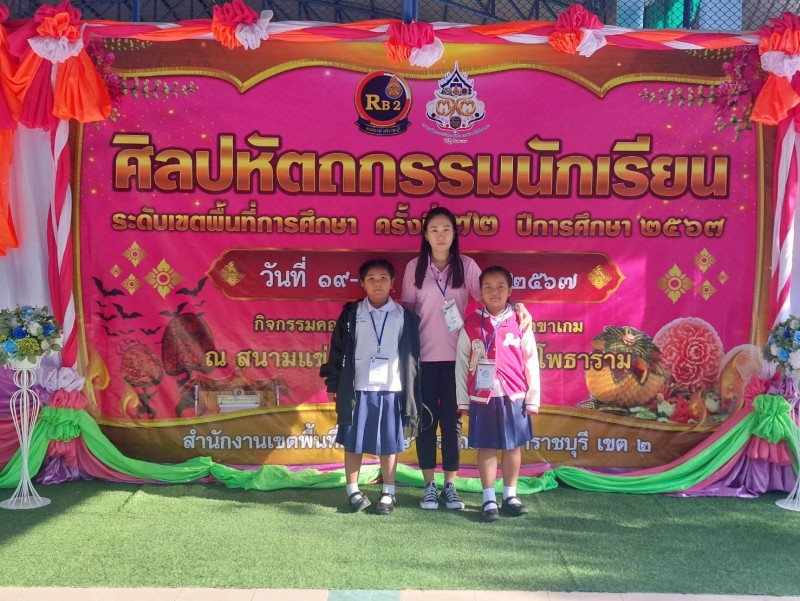 RB2
ศิลปหัตถกรรมนักเรียน
ระดับเขตพื้นที่การศึกษา ครั้งที่ ๗๒ ปีการศึกษา ๒๕๖๗
วันที่ ๑๙- ๒๕๖๗
กิจกรรมคอ
ณ สนามแข่ โพธาราม
สำนักงานเขตพื้นที่ ราชบุรี เขต ๒